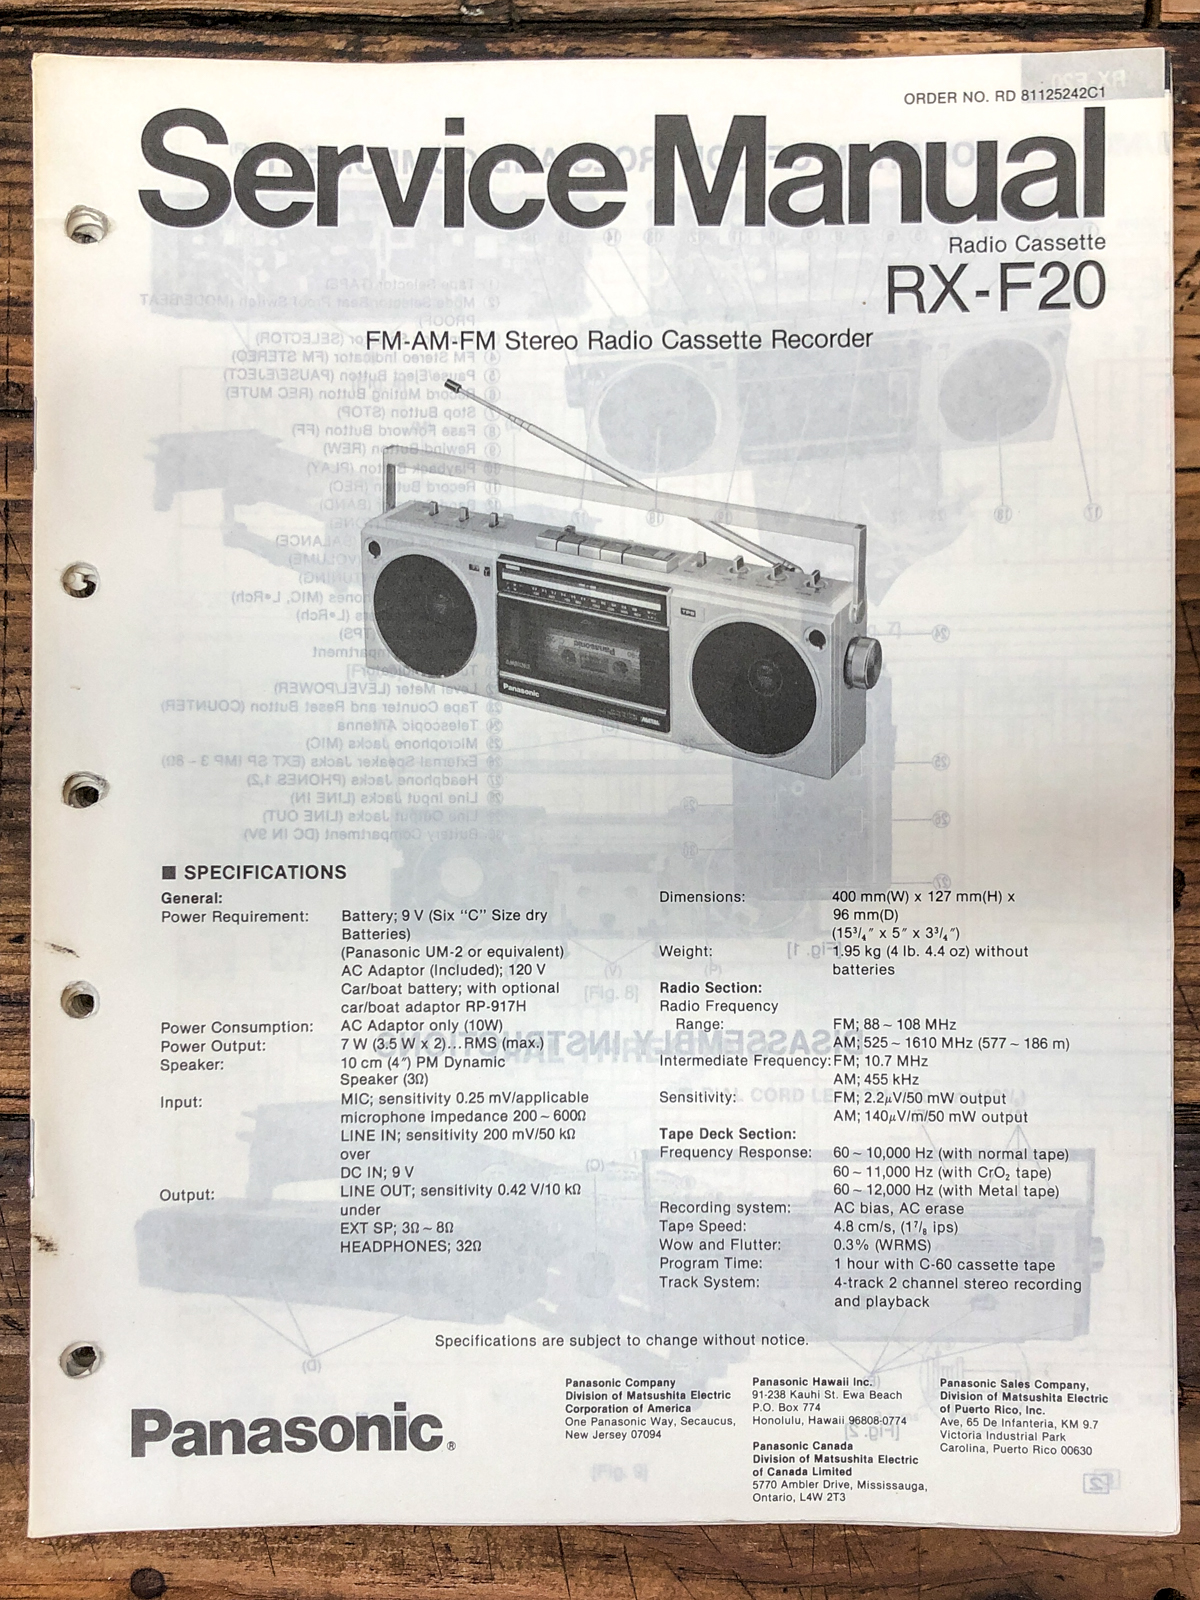 ORDER NO. RD 81125242C1
Service Manual
Radio Cassette
RX-F20
FM-AM-FM Stereo Radio Cassette Recorder
Panasonic
Panasonic
■ SPECIFICATIONS
General:
Power Requirement: Battery; 9 V (Six “C” Size dry
Batteries)
(Panasonic UM-2 or equivalent)
AC Adaptor (Included); 120 V
Car/boat battery; with optional
car/boat adaptor RP-917H
Power Consumption: AC Adaptor only (10W)
Power Output: 7 W (3.5 W x 2)...RMS (max.)
Speaker: 10 cm (4″) PM Dynamic
Speaker (3Ω)
Input: MIC; sensitivity 0.25 mV/applicable
microphone impedance 200 ~ 600Ω
LINE IN; sensitivity 200 mV/50 kΩ
over
DC IN; 9 V
Output: LINE OUT; sensitivity 0.42 V/10 kΩ
under
EXT SP; 3Ω ~ 8Ω
HEADPHONES; 32Ω
Dimensions: 400 mm(W) x 127 mm(H) x
96 mm(D)
(15³/₄″ x 5″ x 3³/₄″)
Weight: 1.95 kg (4 lb. 4.4 oz) without
batteries
Radio Section:
Radio Frequency
Range: FM; 88 ~ 108 MHz
AM; 525 ~ 1610 MHz (577 ~ 186 m)
Intermediate Frequency: FM; 10.7 MHz
AM; 455 kHz
Sensitivity: FM; 2.2μV/50 mW output
AM; 140μV/m/50 mW output
Tape Deck Section:
Frequency Response: 60 ~ 10,000 Hz (with normal tape)
60 ~ 11,000 Hz (with CrO₂ tape)
60 ~ 12,000 Hz (with Metal tape)
Recording system: AC bias, AC erase
Tape Speed: 4.8 cm/s, (1⁷/₈ ips)
Wow and Flutter: 0.3% (WRMS)
Program Time: 1 hour with C-60 cassette tape
Track System: 4-track 2 channel stereo recording
and playback
Specifications are subject to change without notice.
Panasonic®
Panasonic Company
Division of Matsushita Electric
Corporation of America
One Panasonic Way, Secaucus,
New Jersey 07094
Panasonic Hawaii Inc.
91-238 Kauhi St. Ewa Beach
P.O. Box 774
Honolulu, Hawaii 96808-0774
Panasonic Canada
Division of Matsushita Electric
of Canada Limited
5770 Ambler Drive, Mississauga,
Ontario, L4W 2T3
Panasonic Sales Company,
Division of Matsushita Electric
of Puerto Rico, Inc.
Ave, 65 De Infanteria, KM 9.7
Victoria Industrial Park
Carolina, Puerto Rico 00630